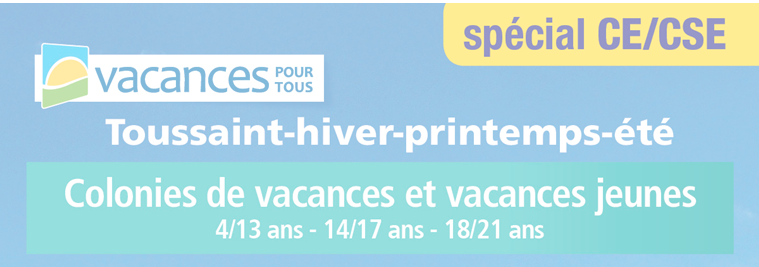 spécial CE/CSE
vacances POUR TOUS
Toussaint-hiver-printemps-été
Colonies de vacances et vacances jeunes
4/13 ans - 14/17 ans - 18/21 ans